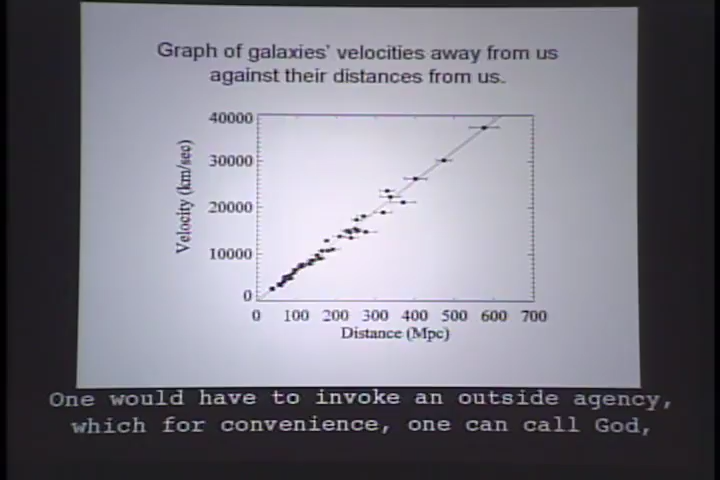 Graph of galaxies' velocities away from us
against their distances from us.
40000
30000
20000
10000
0
Velocity (km/sec)
0 100 200 300 400 500 600 700
Distance (Mpc)
One would have to invoke an outside agency,
which for convenience, one can call God,